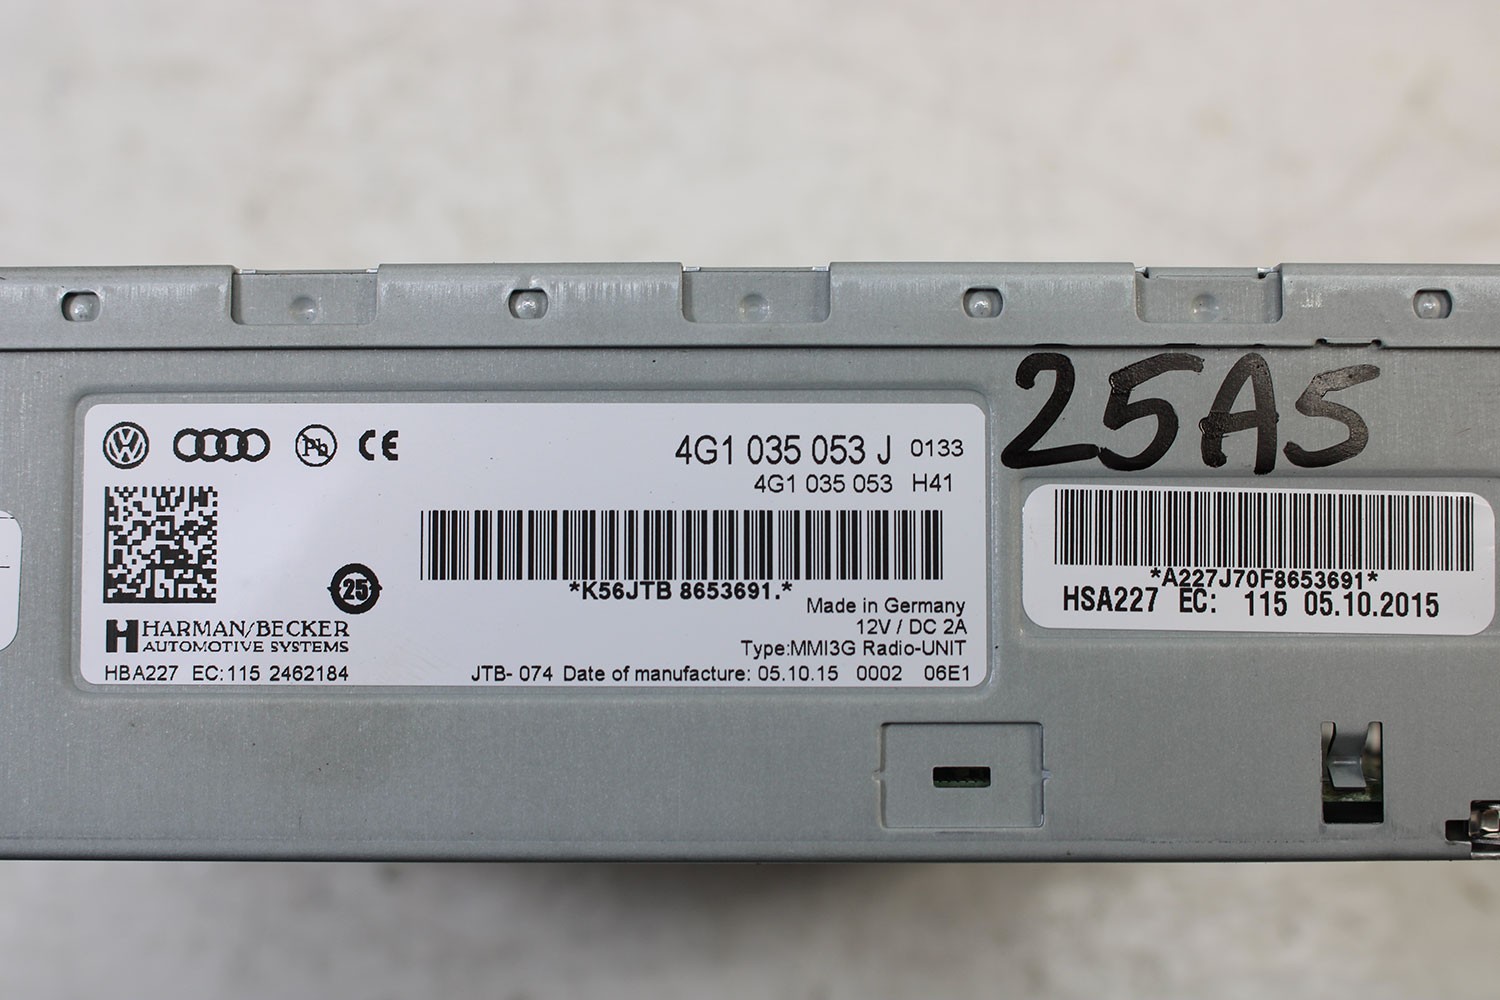 25A5
4G1 035 053 J 0133
4G1 035 053 H41
Pb CE
25
*K56JTB 8653691.*
HARMAN/BECKER
AUTOMOTIVE SYSTEMS
Made in Germany
12V / DC 2A
Type:MMI3G Radio-UNIT
HBA227 EC:115 2462184
JTB- 074 Date of manufacture: 05.10.15 0002 06E1
*A227J70F8653691*
HSA227 EC: 115 05.10.2015